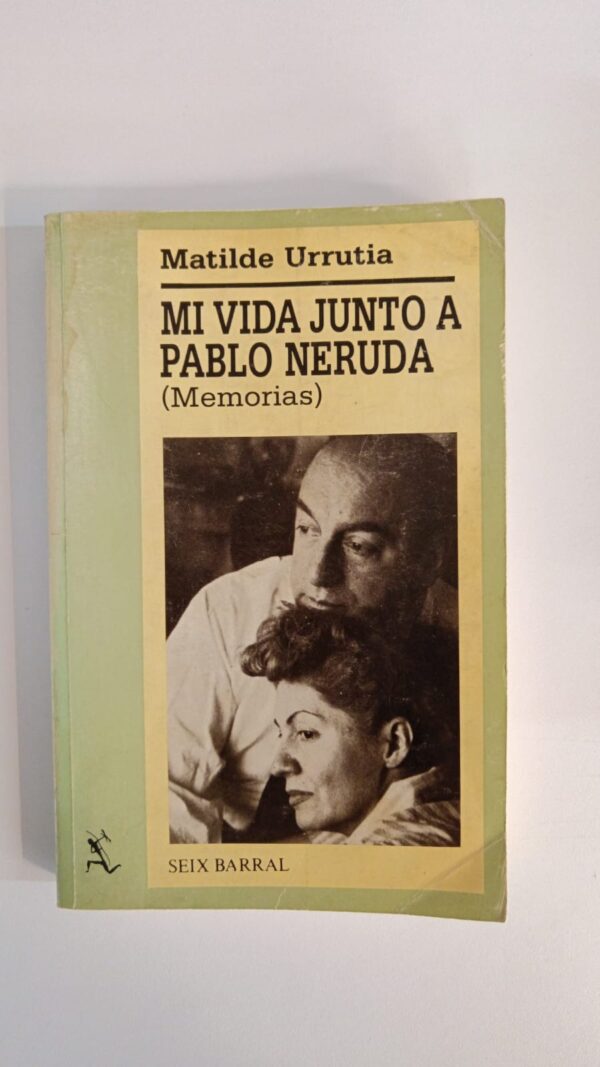 Matilde Urrutia
MI VIDA JUNTO A
PABLO NERUDA
(Memorias)
SEIX BARRAL